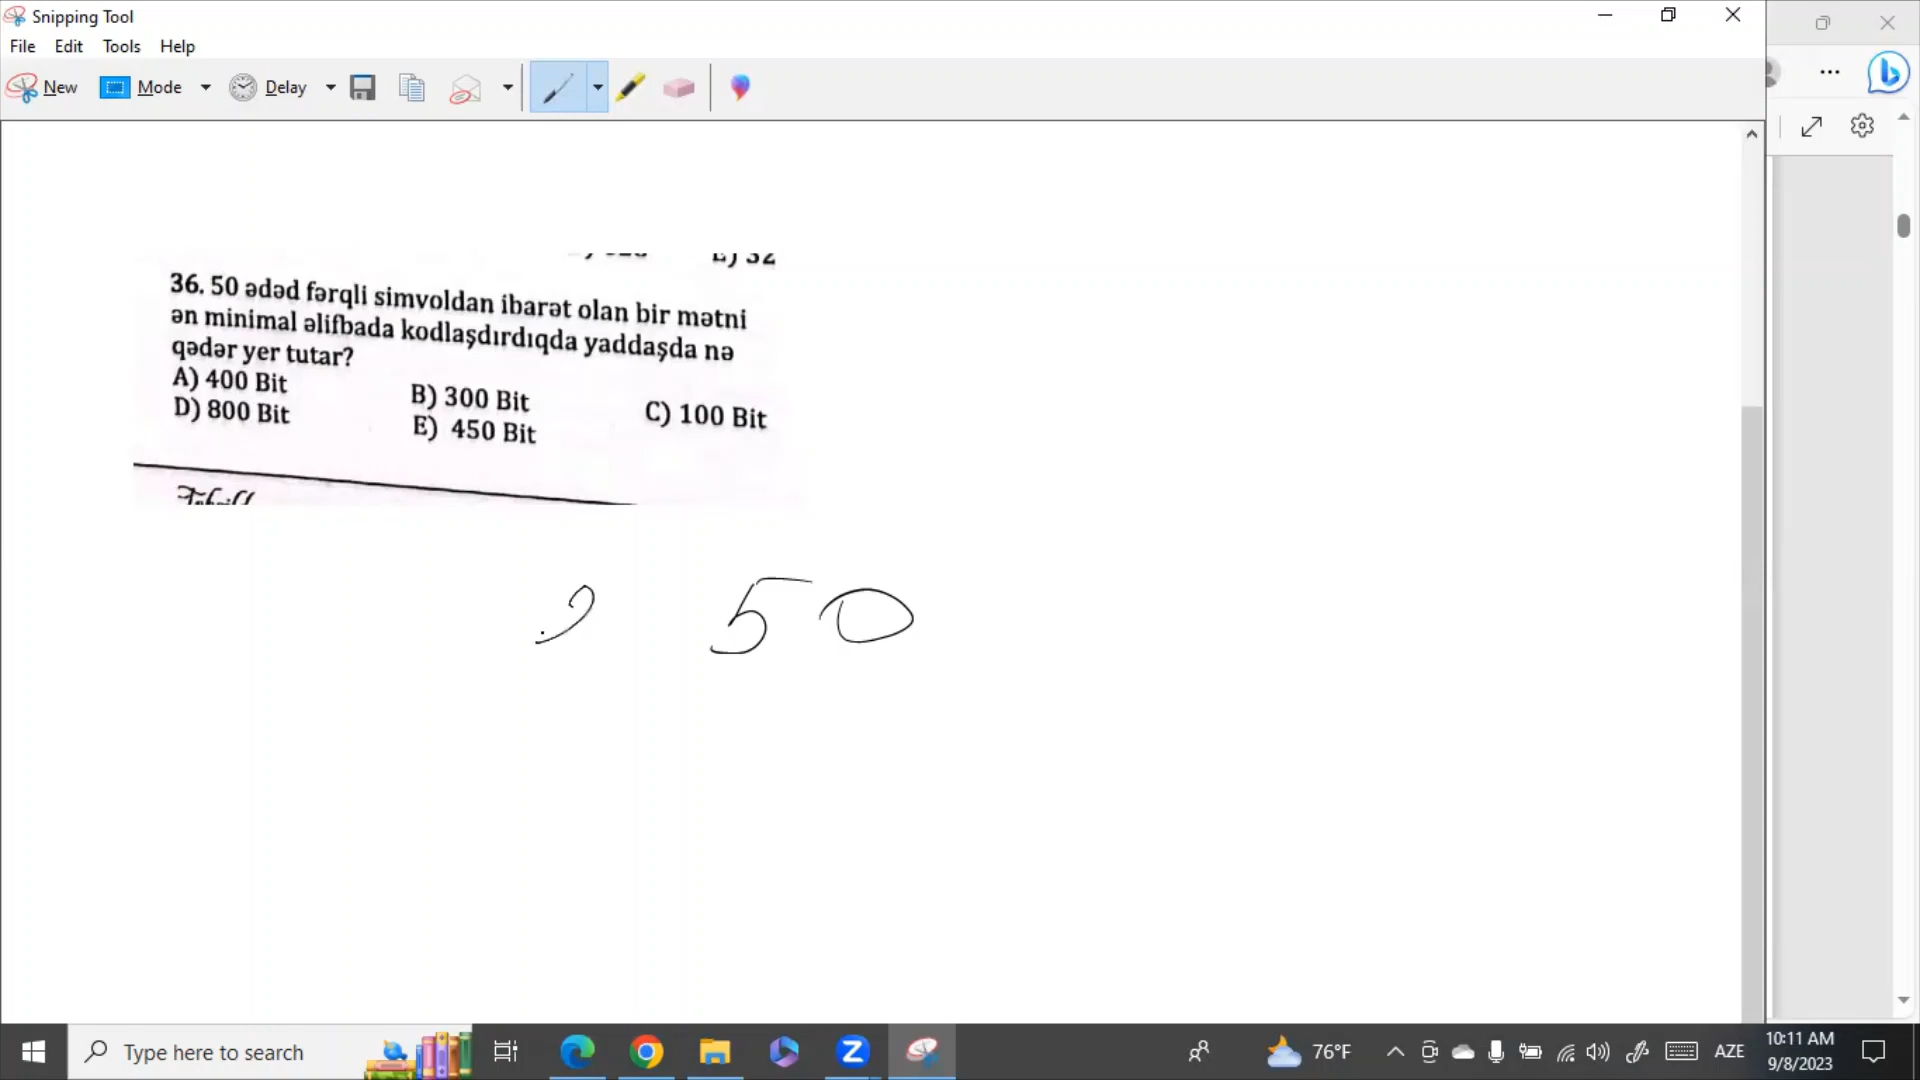 Snipping Tool
File Edit Tools Help
New Mode Delay
36. 50 ədəd fərqli simvoldan ibarət olan bir mətni
ən minimal əlifbada kodlaşdırdıqda yaddaşda nə
qədər yer tutar?
A) 400 Bit B) 300 Bit C) 100 Bit
D) 800 Bit E) 450 Bit
50
Type here to search
76°F
AZE
10:11 AM
9/8/2023